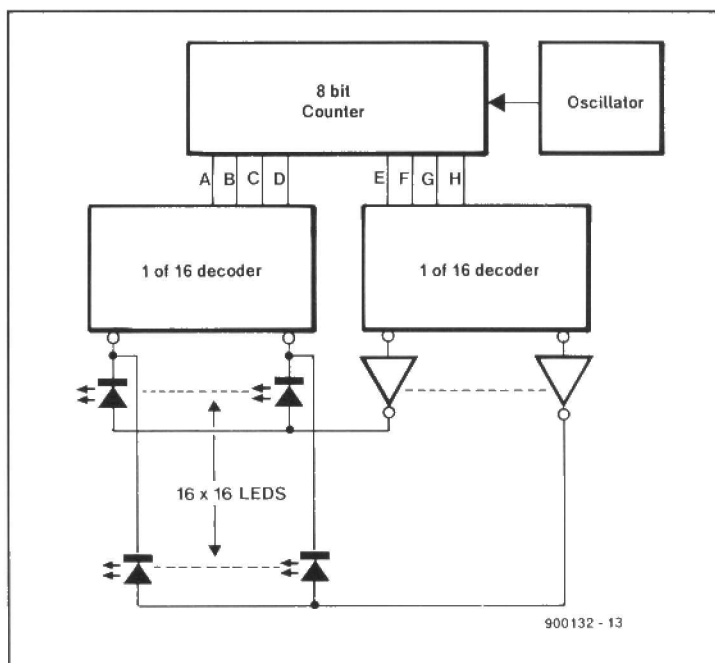 8 bit
Counter
Oscillator
A B C D E F G H
1 of 16 decoder
1 of 16 decoder
16 x 16 LEDS
900132 - 13